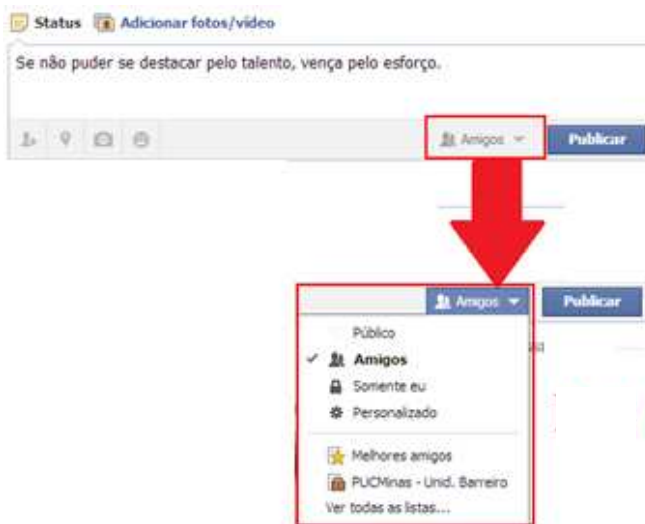 Status Adicionar fotos/vídeo
Se não puder se destacar pelo talento, vença pelo esforço.
Amigos Publicar
Amigos Publicar
Público
Amigos
Somente eu
Personalizado
Melhores amigos
PUCMinas - Unid. Barreiro
Ver todas as listas...